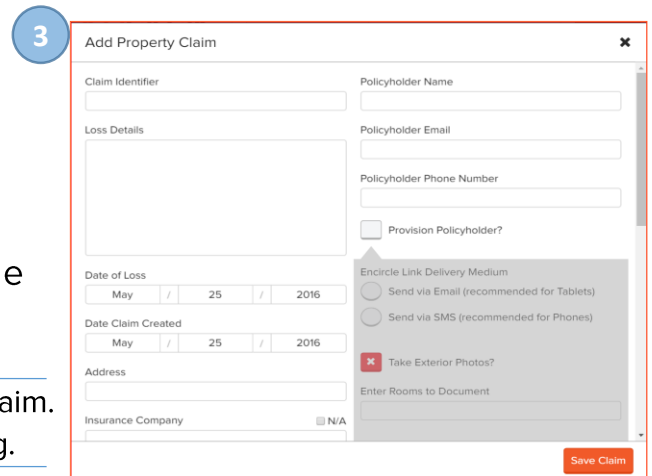 3
Add Property Claim ✖
Claim Identifier
Loss Details
Date of Loss
May / 25 / 2016
Date Claim Created
May / 25 / 2016
Address
Insurance Company N/A
Policyholder Name
Policyholder Email
Policyholder Phone Number
Provision Policyholder?
Encircle Link Delivery Medium
Send via Email (recommended for Tablets)
Send via SMS (recommended for Phones)
Take Exterior Photos?
Enter Rooms to Document
Save Claim
e
aim.
g.